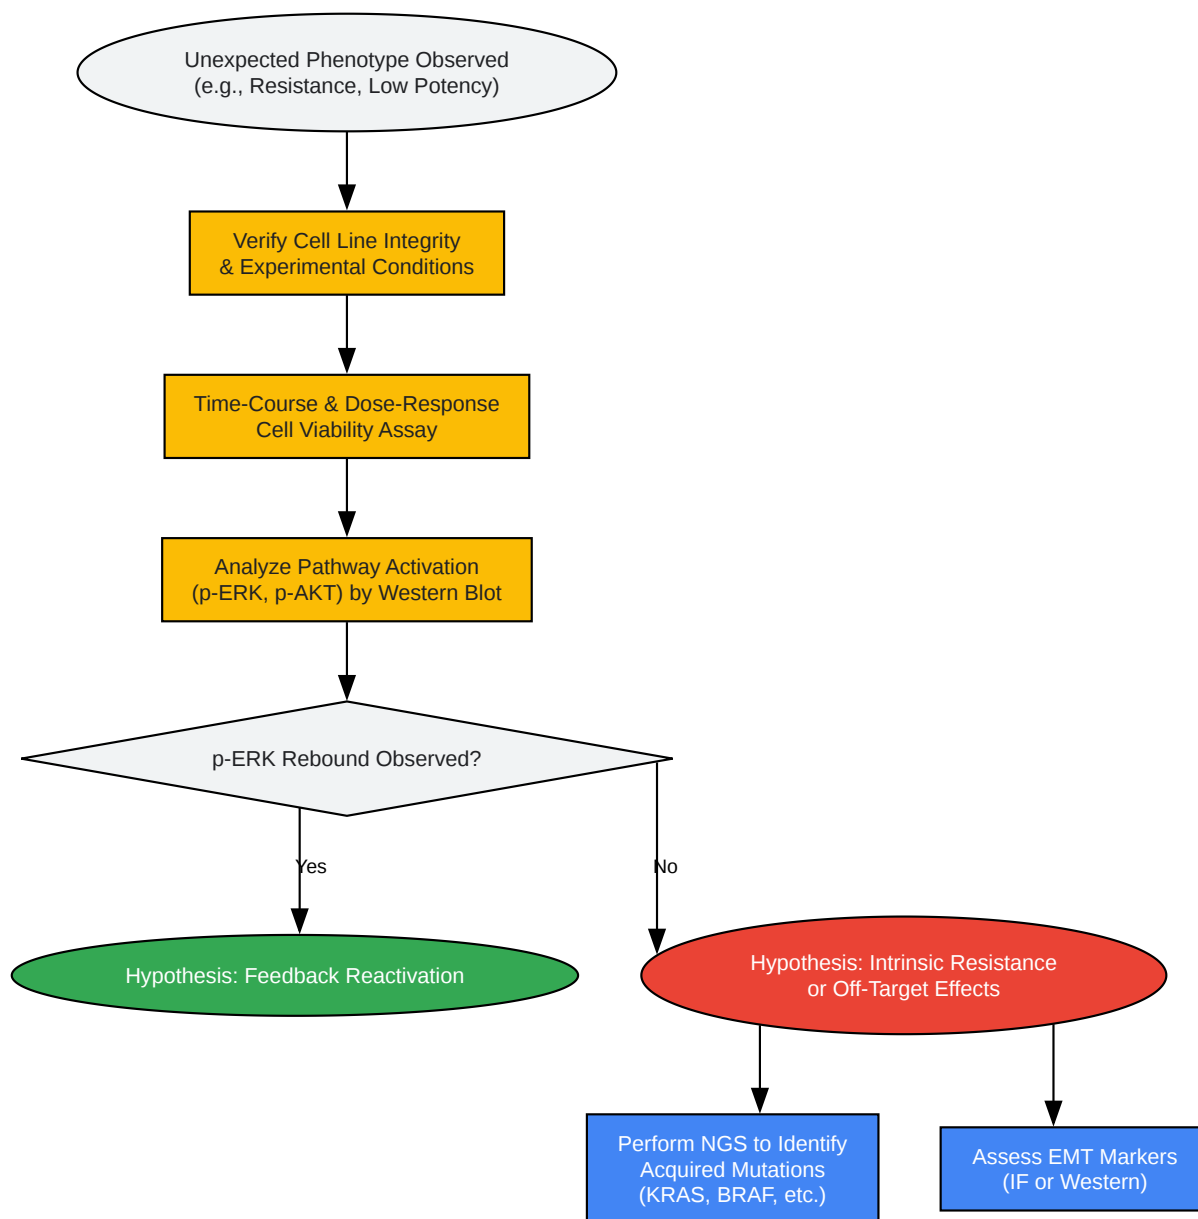 Unexpected Phenotype Observed
(e.g., Resistance, Low Potency)
Verify Cell Line Integrity
& Experimental Conditions
Time-Course & Dose-Response
Cell Viability Assay
Analyze Pathway Activation
(p-ERK, p-AKT) by Western Blot
p-ERK Rebound Observed?
Yes
No
Hypothesis: Feedback Reactivation
Hypothesis: Intrinsic Resistance
or Off-Target Effects
Perform NGS to Identify
Acquired Mutations
(KRAS, BRAF, etc.)
Assess EMT Markers
(IF or Western)